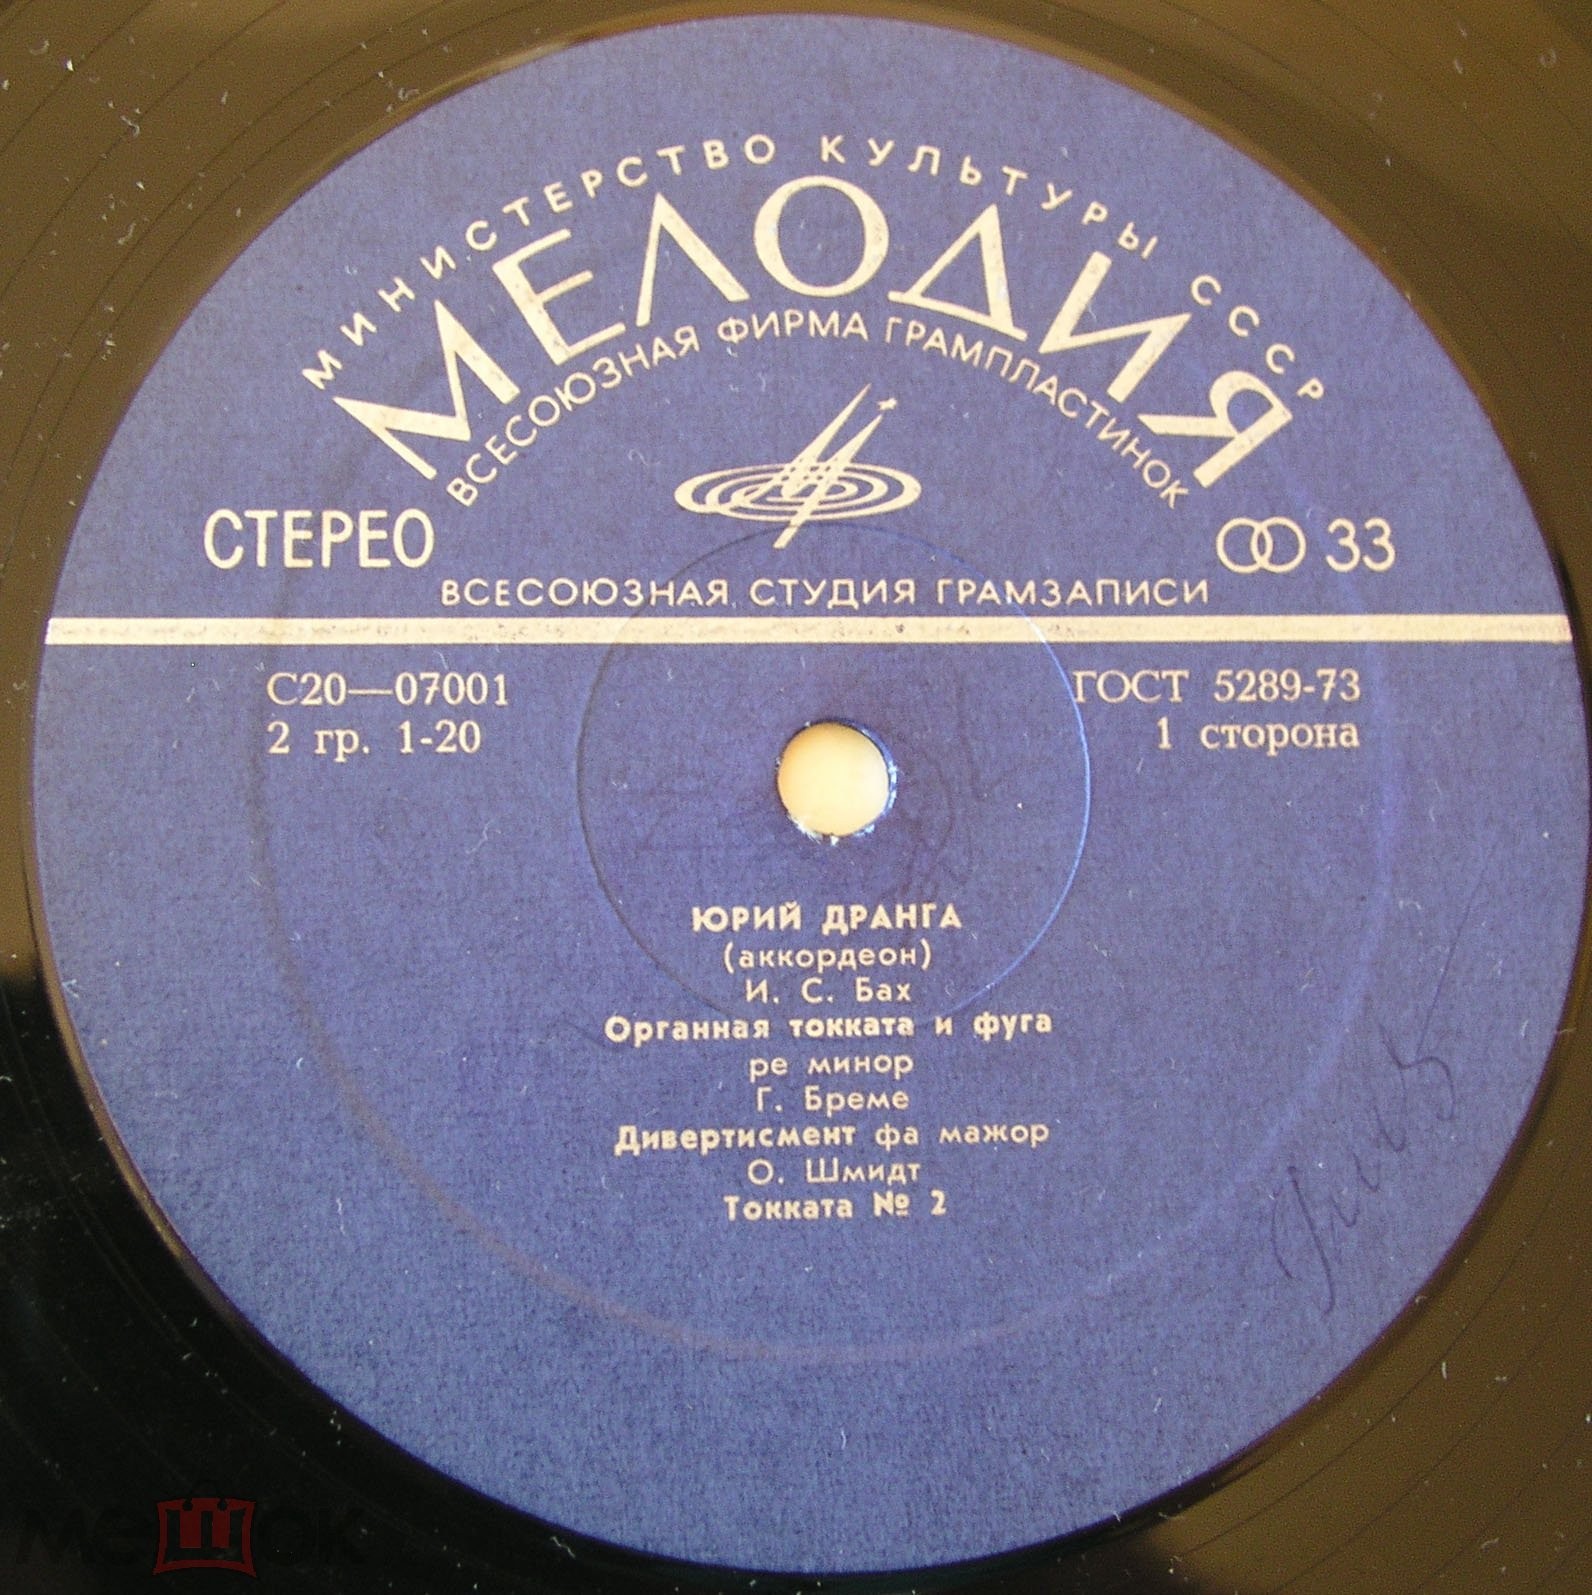 МИНИСТЕРСТВО КУЛЬТУРЫ СССР
МЕЛОДИЯ
ВСЕСОЮЗНАЯ ФИРМА ГРАМПЛАСТИНОК
СТЕРЕО
33
ВСЕСОЮЗНАЯ СТУДИЯ ГРАМЗАПИСИ
С20—07001
ГОСТ 5289-73
2 гр. 1-20
1 сторона
ЮРИЙ ДРАНГА
(аккордеон)
И. С. Бах
Органная токката и фуга
ре минор
Г. Бреме
Дивертисмент фа мажор
О. Шмидт
Токката № 2
мешок